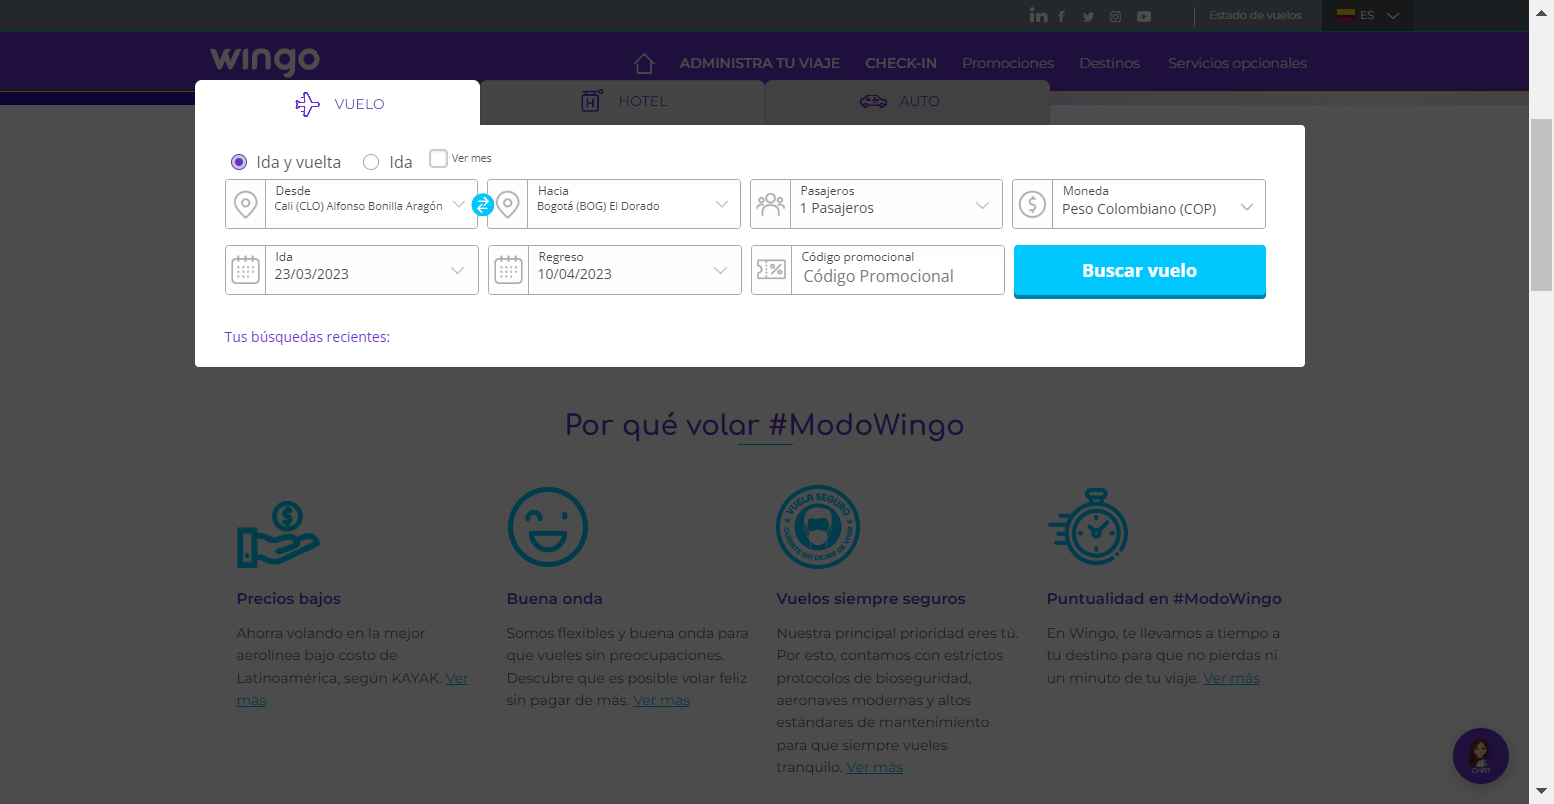 Estado de vuelos
ES
wingo
ADMINISTRA TU VIAJE
CHECK-IN
Promociones
Destinos
Servicios opcionales
VUELO
HOTEL
AUTO
Ida y vuelta
Ida
Ver mes
Desde
Cali (CLO) Alfonso Bonilla Aragón
Hacia
Bogotá (BOG) El Dorado
Pasajeros
1 Pasajeros
Moneda
Peso Colombiano (COP)
Ida
23/03/2023
Regreso
10/04/2023
Código promocional
Código Promocional
Buscar vuelo
Tus búsquedas recientes:
Por qué volar #ModoWingo
VUELA SEGURO
CUÍDATE SIN DEJAR DE VIVIR
Precios bajos
Ahorra volando en la mejor
aerolínea bajo costo de
Latinoamérica, según KAYAK. Ver
más
Buena onda
Somos flexibles y buena onda para
que vueles sin preocupaciones.
Descubre que es posible volar feliz
sin pagar de más. Ver más
Vuelos siempre seguros
Nuestra principal prioridad eres tú.
Por esto, contamos con estrictos
protocolos de bioseguridad,
aeronaves modernas y altos
estándares de mantenimiento
para que siempre vueles
tranquilo. Ver más
Puntualidad en #ModoWingo
En Wingo, te llevamos a tiempo a
tu destino para que no pierdas ni
un minuto de tu viaje. Ver más
CHAT